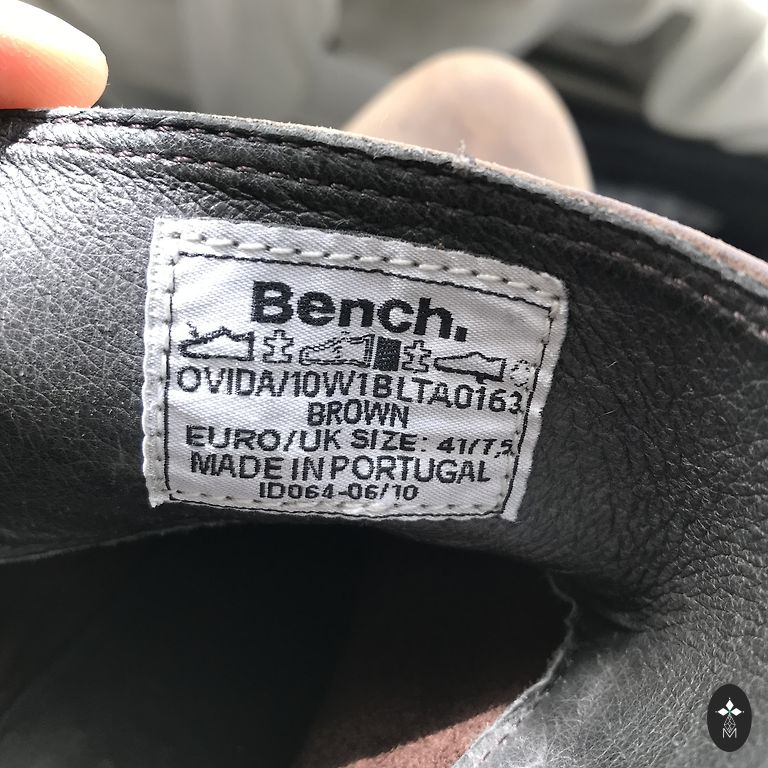 Bench.
OVIDA/10W1BLTA0163
BROWN
EURO/UK SIZE: 41/7,5
MADE IN PORTUGAL
ID064-06/10
M